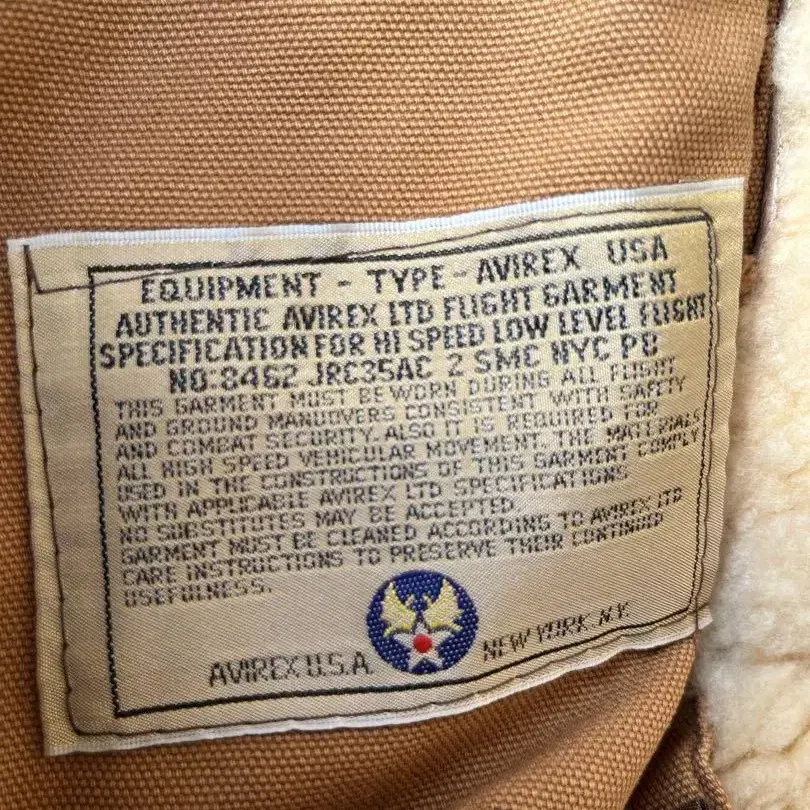 EQUIPMENT - TYPE - AVIREX USA
AUTHENTIC AVIREX LTD FLIGHT GARMENT
SPECIFICATION FOR HI SPEED LOW LEVEL FLIGHT
NO:8462 JRC35AC 2 SMC NYC PB
THIS GARMENT MUST BE WORN DURING ALL FLIGHT
AND GROUND MANUOVERS CONSISTENT WITH SAFETY
AND COMBAT SECURITY. ALSO IT IS REQUIRED FOR
ALL HIGH SPEED VEHICULAR MOVEMENT. THE MATERIALS
USED IN THE CONSTRUCTIONS OF THIS GARMENT COMPLY
WITH APPLICABLE AVIREX LTD SPECIFICATIONS
NO SUBSTITUTES MAY BE ACCEPTED.
GARMENT MUST BE CLEANED ACCORDING TO AVIREX LTD
CARE INSTRUCTIONS TO PRESERVE THEIR CONTINUED
USEFULNESS.
AVIREX U.S.A. NEW YORK. N.Y.